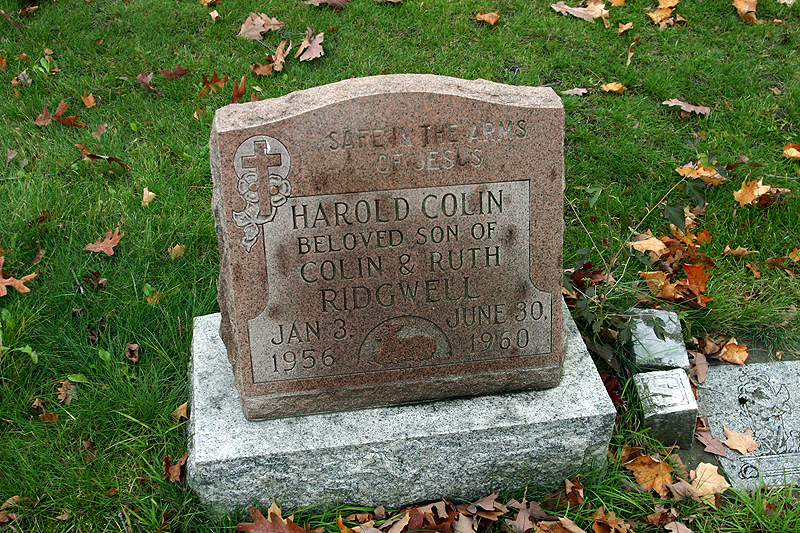 SAFE IN THE ARMS
OF JESUS
HAROLD COLIN
BELOVED SON OF
COLIN & RUTH
RIDGWELL
JAN 3, JUNE 30,
1956 1960